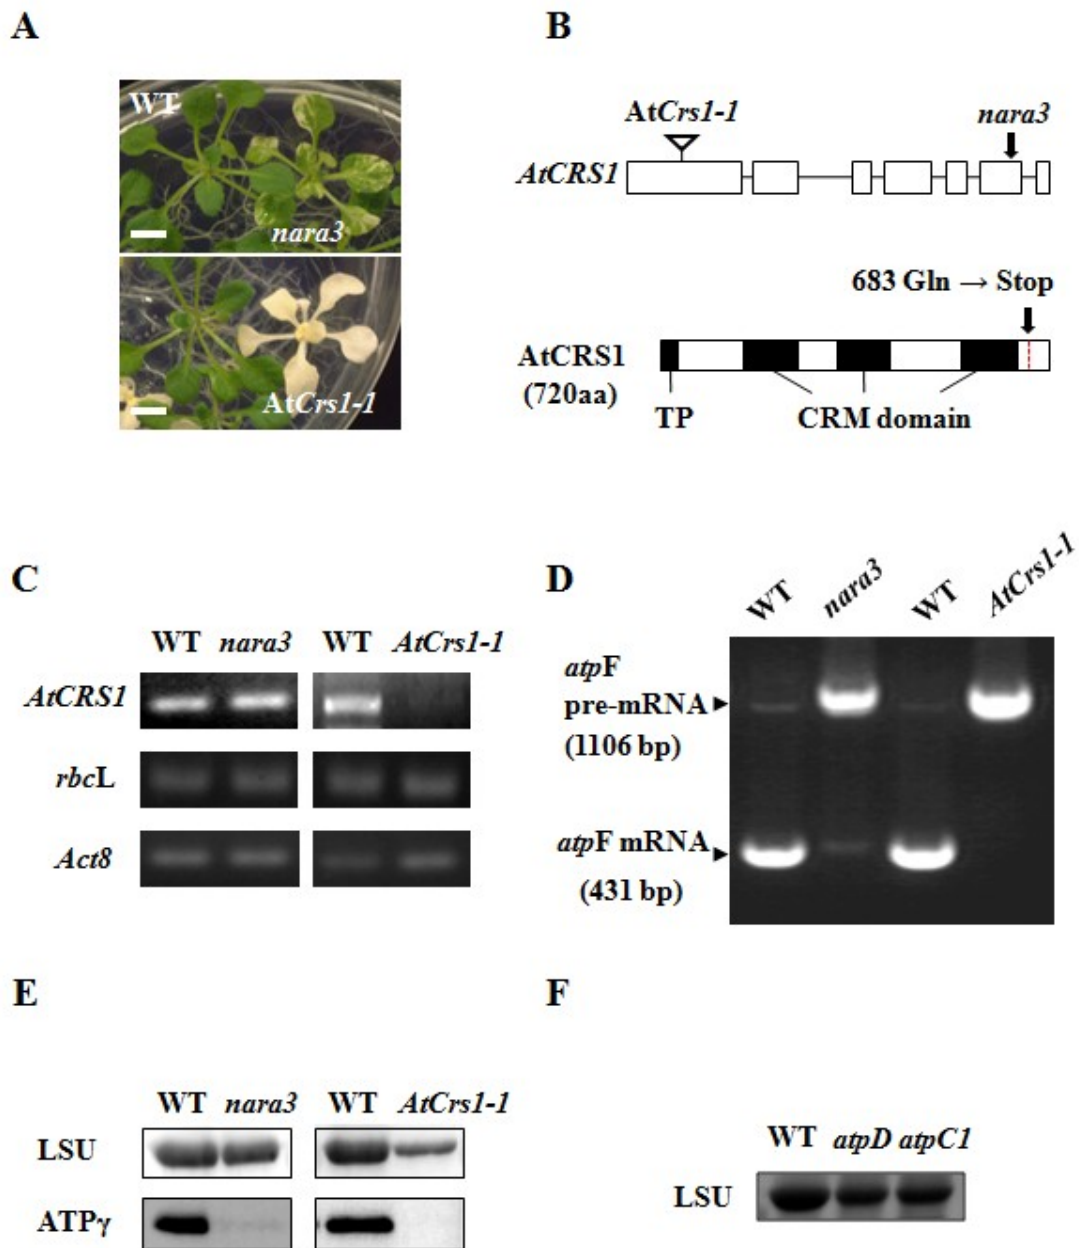 A
WT
nara3
AtCrs1-1
B
AtCrs1-1
nara3
AtCRS1
683 Gln → Stop
AtCRS1
(720aa)
TP
CRM domain
C
WT nara3 WT AtCrs1-1
AtCRS1
rbcL
Act8
D
WT nara3 WT AtCrs1-1
atpF
pre-mRNA
(1106 bp)
atpF mRNA
(431 bp)
E
WT nara3 WT AtCrs1-1
LSU
ATPγ
F
WT atpD atpC1
LSU